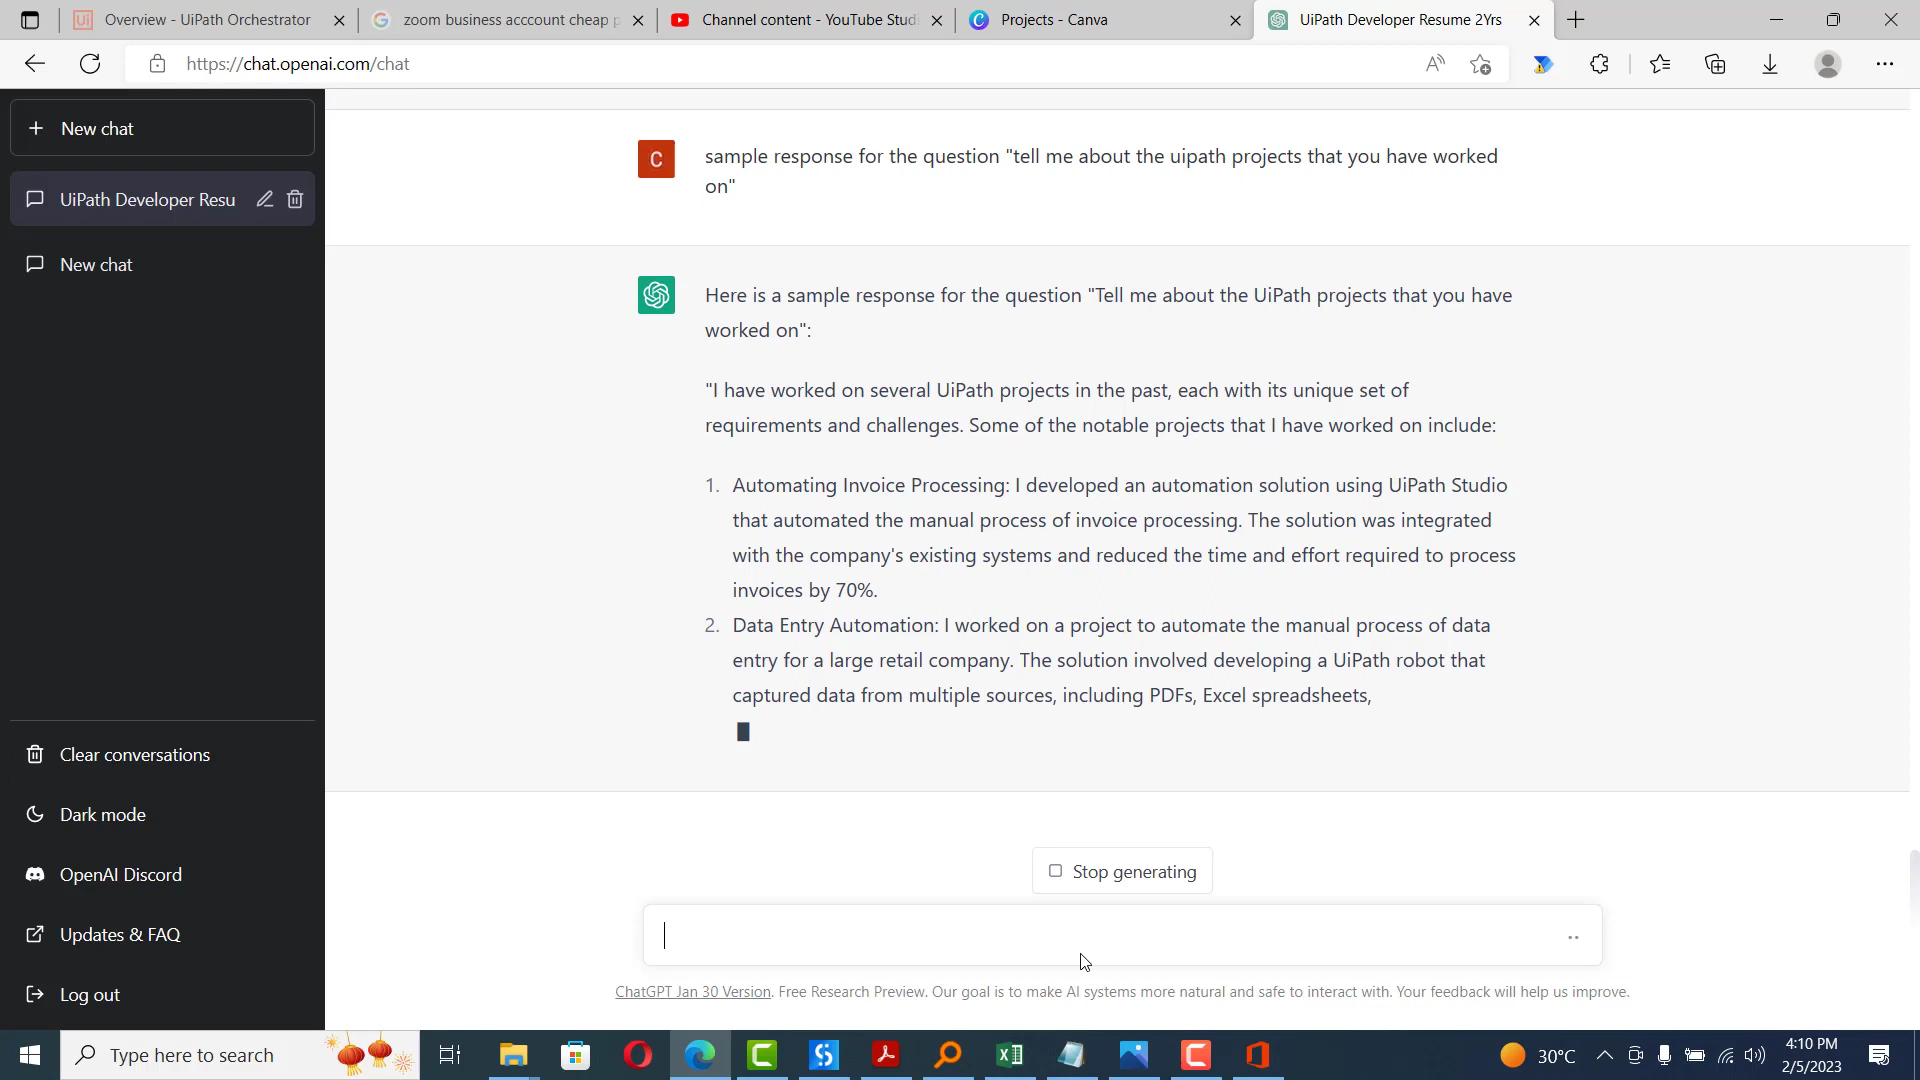 Overview - UiPath Orchestrator
zoom business acccount cheap p
Channel content - YouTube Studi
Projects - Canva
UiPath Developer Resume 2Yrs
https://chat.openai.com/chat
New chat
UiPath Developer Resu
New chat
C
sample response for the question "tell me about the uipath projects that you have worked
on"
Here is a sample response for the question "Tell me about the UiPath projects that you have
worked on":
"I have worked on several UiPath projects in the past, each with its unique set of
requirements and challenges. Some of the notable projects that I have worked on include:
1. Automating Invoice Processing: I developed an automation solution using UiPath Studio
that automated the manual process of invoice processing. The solution was integrated
with the company's existing systems and reduced the time and effort required to process
invoices by 70%.
2. Data Entry Automation: I worked on a project to automate the manual process of data
entry for a large retail company. The solution involved developing a UiPath robot that
captured data from multiple sources, including PDFs, Excel spreadsheets,
Clear conversations
Dark mode
OpenAI Discord
Updates & FAQ
Log out
Stop generating
ChatGPT Jan 30 Version. Free Research Preview. Our goal is to make AI systems more natural and safe to interact with. Your feedback will help us improve.
Type here to search
30°C
4:10 PM
2/5/2023